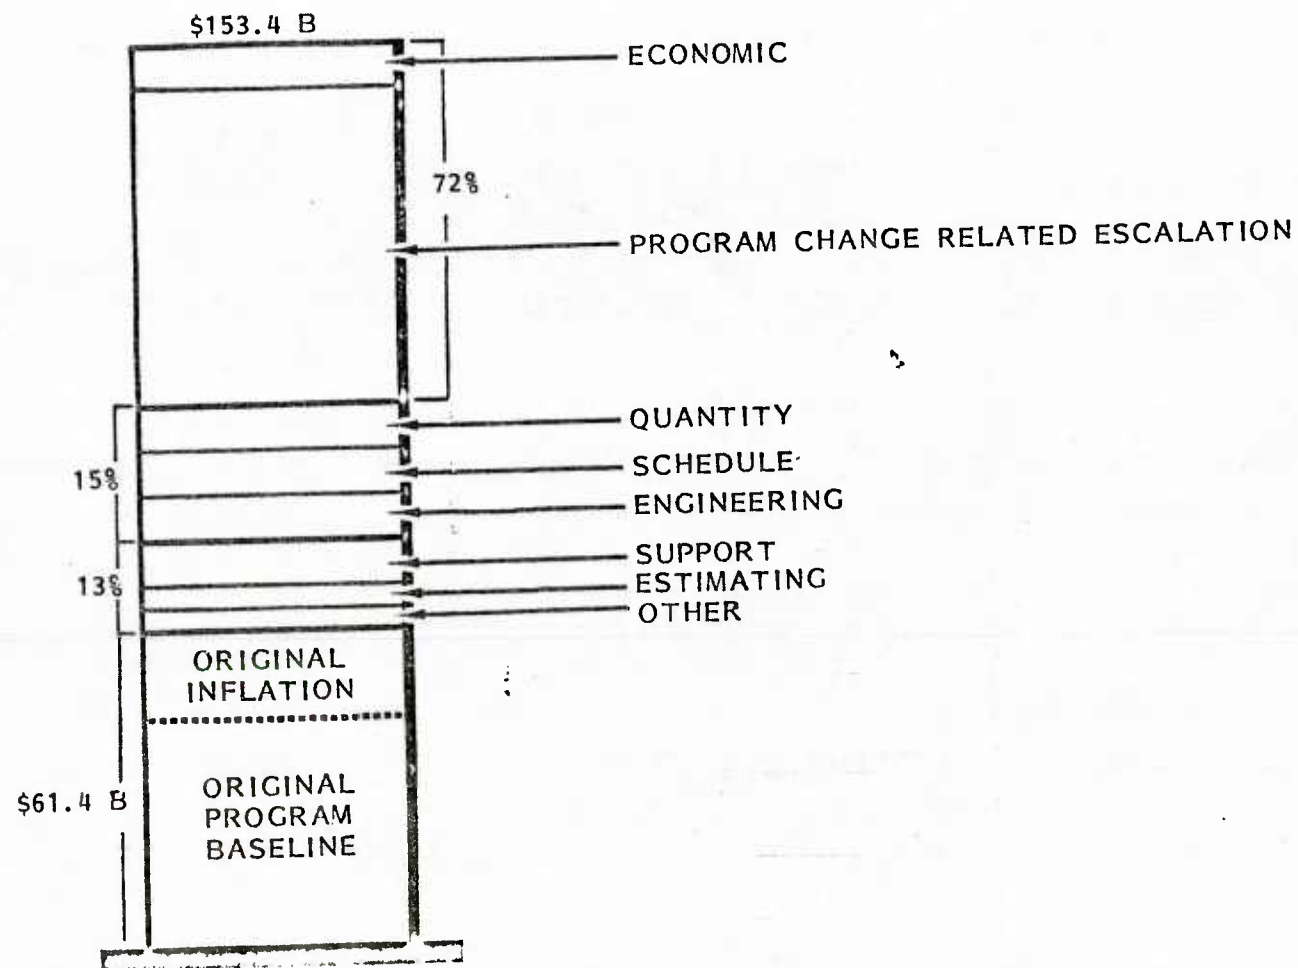 $153.4 B
ECONOMIC
72%
PROGRAM CHANGE RELATED ESCALATION
QUANTITY
SCHEDULE
15%
ENGINEERING
SUPPORT
13%
ESTIMATING
OTHER
ORIGINAL
INFLATION
$61.4 B
ORIGINAL
PROGRAM
BASELINE